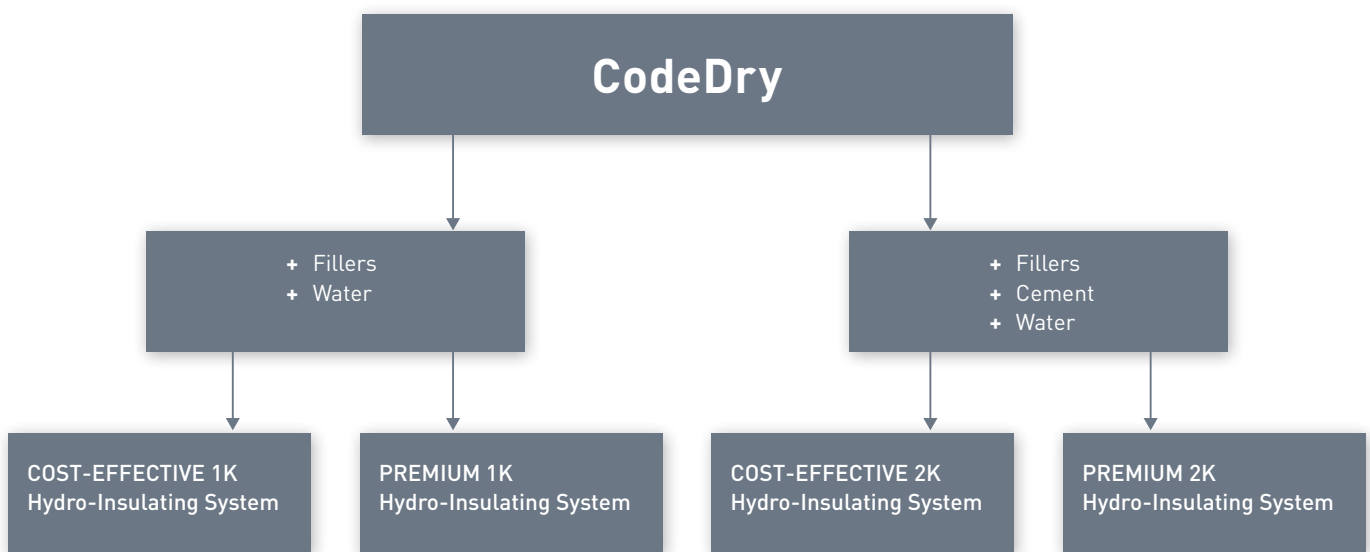 CodeDry
+ Fillers
+ Water
+ Fillers
+ Cement
+ Water
COST-EFFECTIVE 1K
Hydro-Insulating System
PREMIUM 1K
Hydro-Insulating System
COST-EFFECTIVE 2K
Hydro-Insulating System
PREMIUM 2K
Hydro-Insulating System